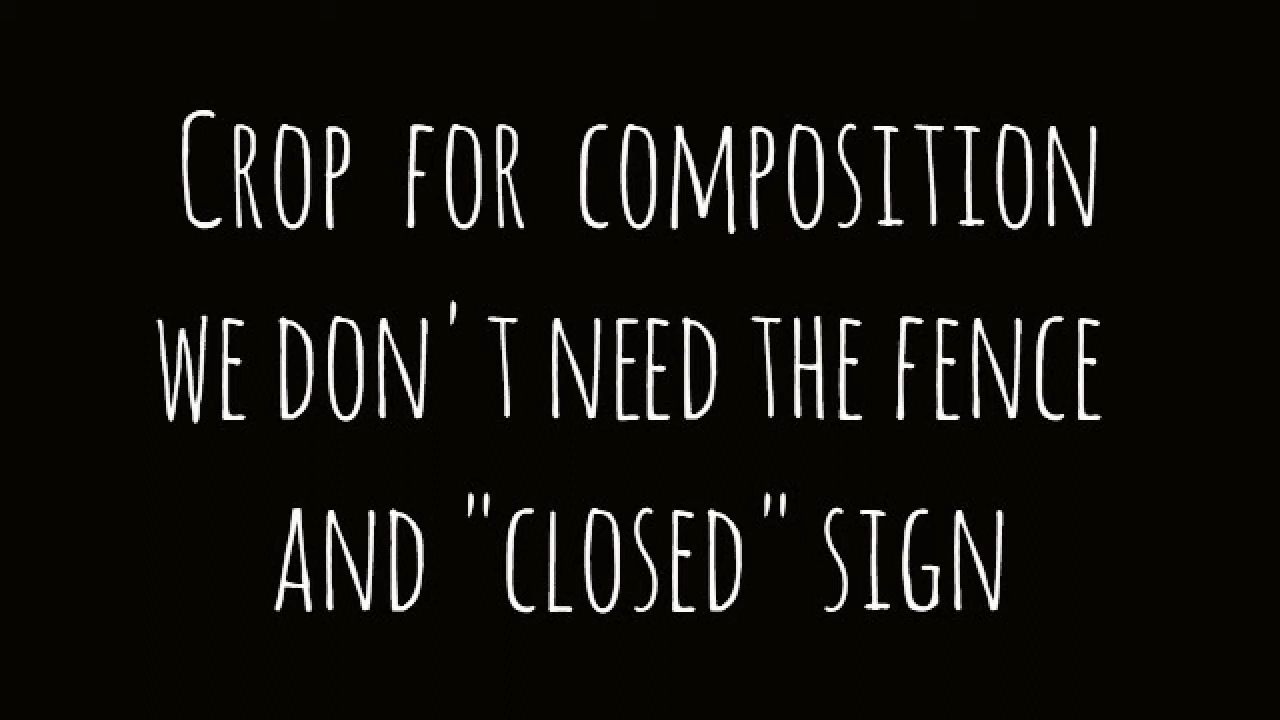 Crop for composition
we don't need the fence
and "closed" sign